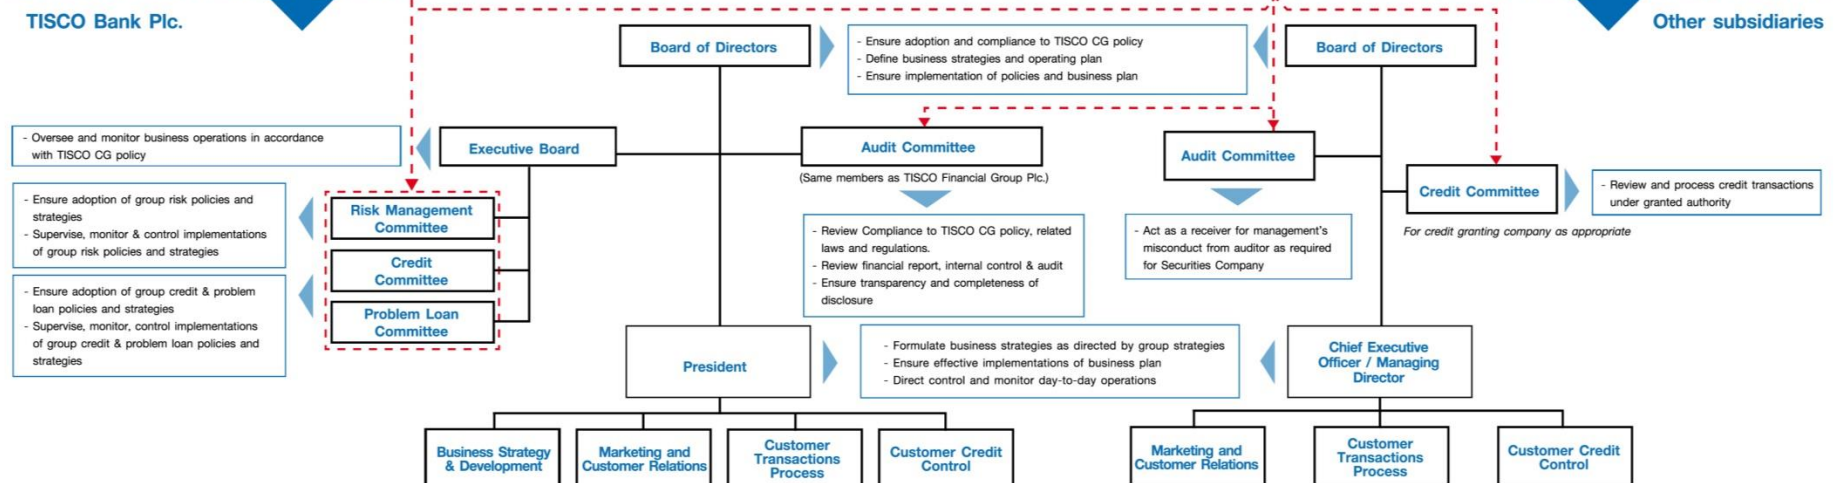 TISCO Bank Plc.
Other subsidiaries
Board of Directors
- Ensure adoption and compliance to TISCO CG policy
- Define business strategies and operating plan
- Ensure implementation of policies and business plan
Board of Directors
- Oversee and monitor business operations in accordance
with TISCO CG policy
Executive Board
Audit Committee
(Same members as TISCO Financial Group Plc.)
Audit Committee
Credit Committee
- Review and process credit transactions
under granted authority
For credit granting company as appropriate
- Ensure adoption of group risk policies and
strategies
- Supervise, monitor & control implementations
of group risk policies and strategies
Risk Management
Committee
Credit
Committee
Problem Loan
Committee
- Ensure adoption of group credit & problem
loan policies and strategies
- Supervise, monitor, control implementations
of group credit & problem loan policies and
strategies
- Review Compliance to TISCO CG policy, related
laws and regulations.
- Review financial report, internal control & audit
- Ensure transparency and completeness of
disclosure
- Act as a receiver for management's
misconduct from auditor as required
for Securities Company
President
- Formulate business strategies as directed by group strategies
- Ensure effective implementations of business plan
- Direct control and monitor day-to-day operations
Chief Executive
Officer / Managing
Director
Business Strategy
& Development
Marketing and
Customer Relations
Customer
Transactions
Process
Customer Credit
Control
Marketing and
Customer Relations
Customer
Transactions
Process
Customer Credit
Control